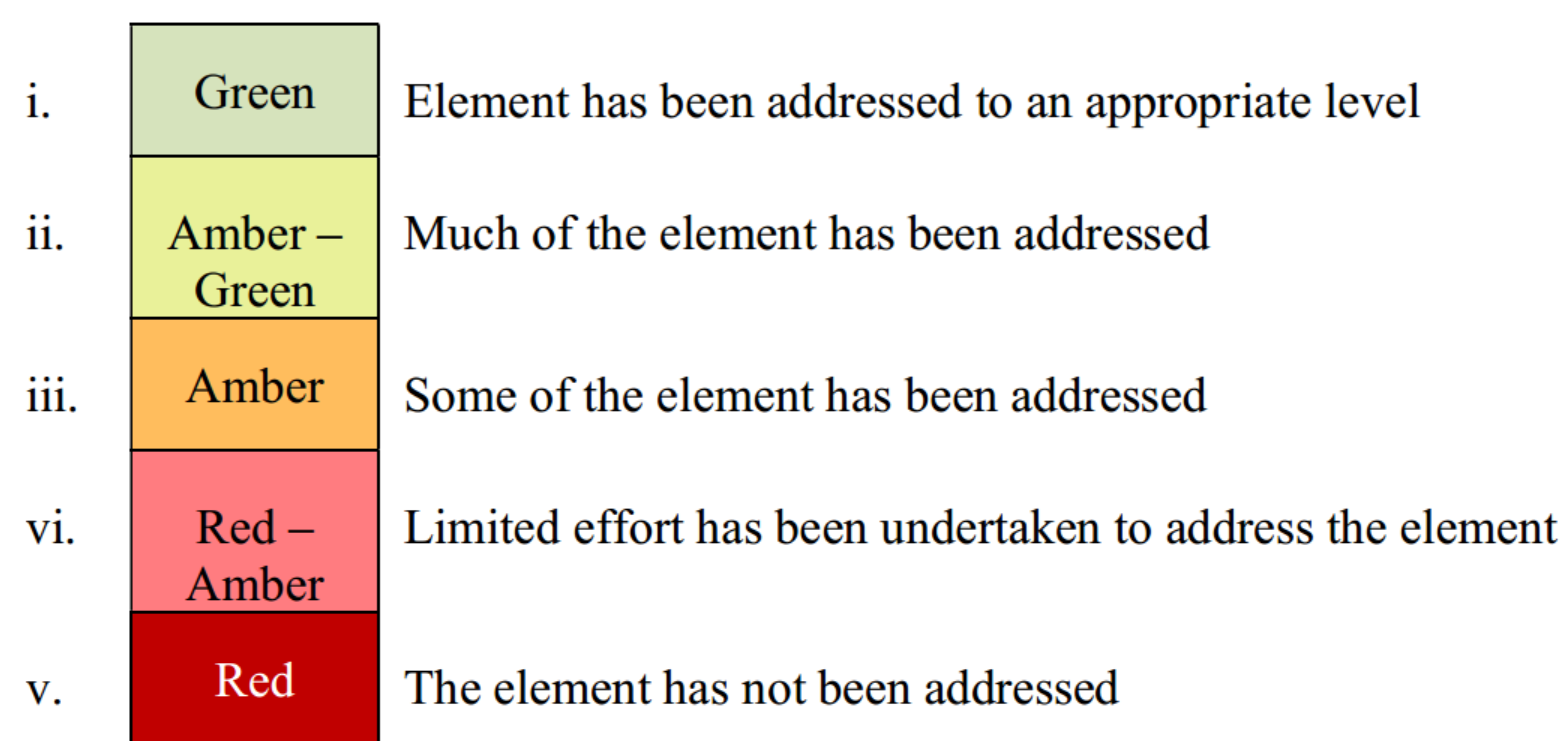 i. Green Element has been addressed to an appropriate level
ii. Amber – Much of the element has been addressed
Green
iii. Amber Some of the element has been addressed
vi. Red – Limited effort has been undertaken to address the element
Amber
v. Red The element has not been addressed